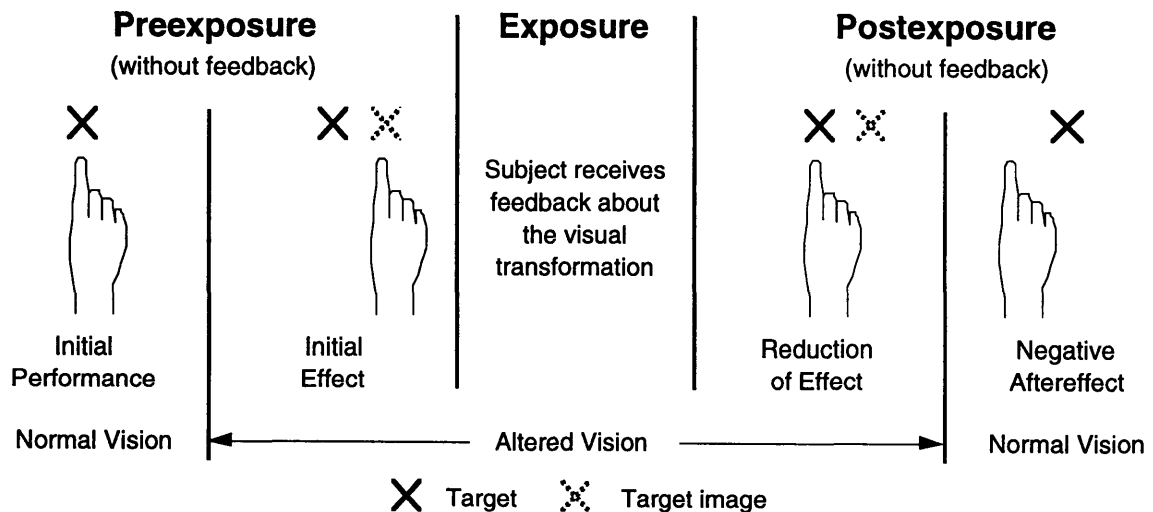 Preexposure
(without feedback)
Exposure
Postexposure
(without feedback)
Subject receives
feedback about
the visual
transformation
Initial
Performance
Initial
Effect
Reduction
of Effect
Negative
Aftereffect
Normal Vision
Altered Vision
Normal Vision
Target
Target image